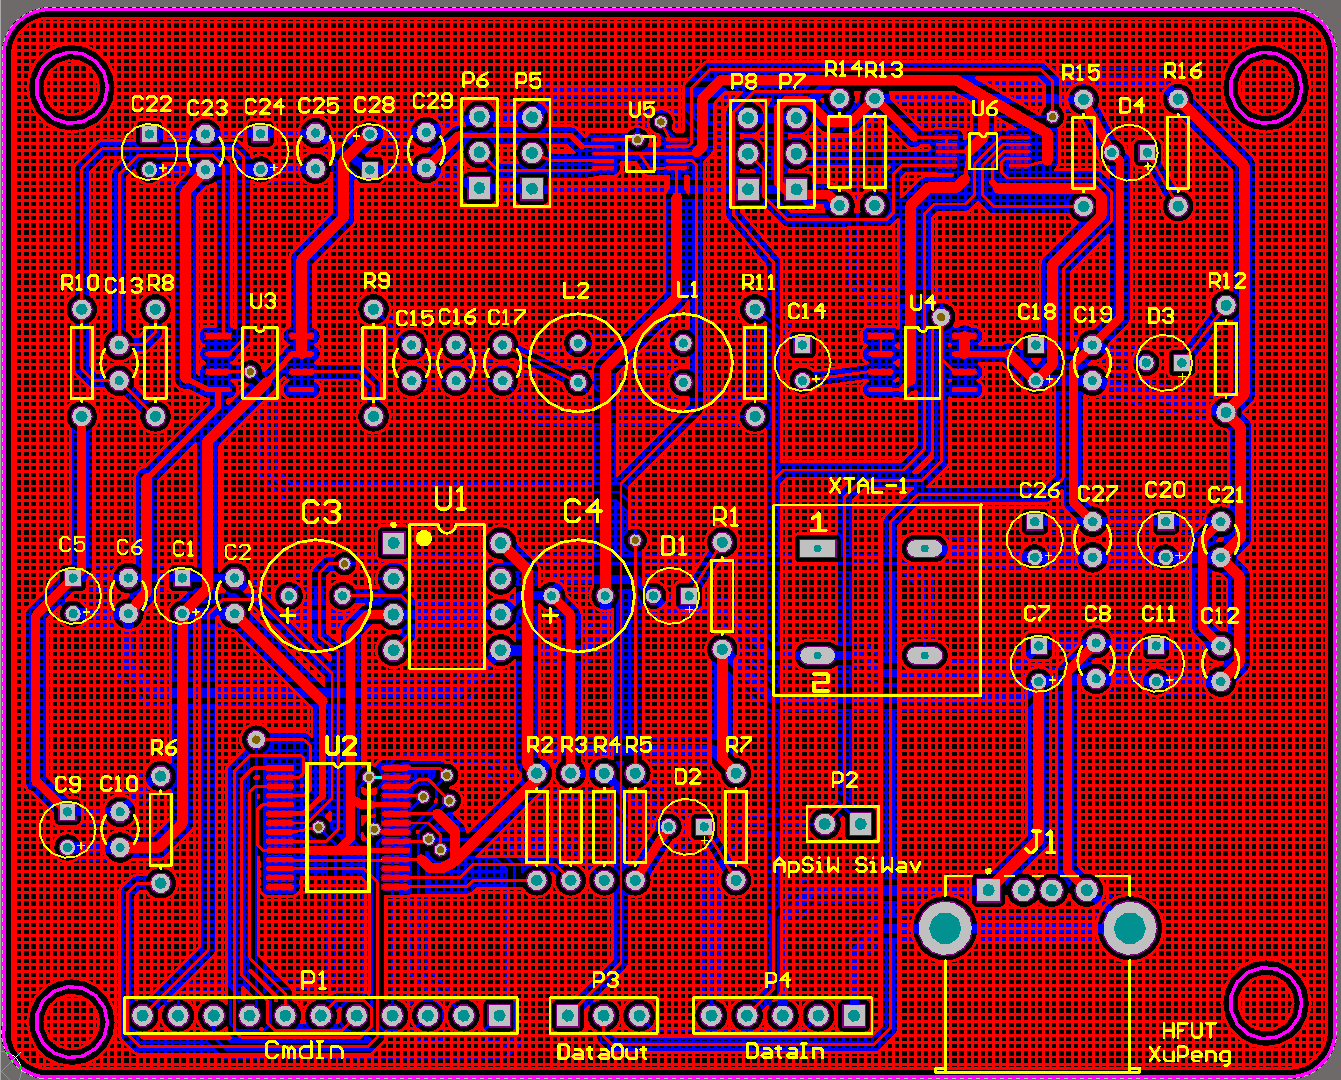 P6 P5 P8 P7 R14 R13 R15 R16
C22 C23 C24 C25 C28 C29 U5 U6 D4
R10 C13 R8 U3 R9 C15 C16 C17 L2 L1 R11 C14 U4 C18 C19 D3 R12
XTAL-1
C3 U1 C4 R1 1 C26 C27 C20 C21
C5 C6 C1 C2 D1
+ +
2 C7 C8 C11 C12
R6 U2 R2 R3 R4 R5 R7
C9 C10 D2 P2
ApSiW SiWav J1
P1 P3 P4
CmdIn DataOut DataIn
HFUT
XuPeng